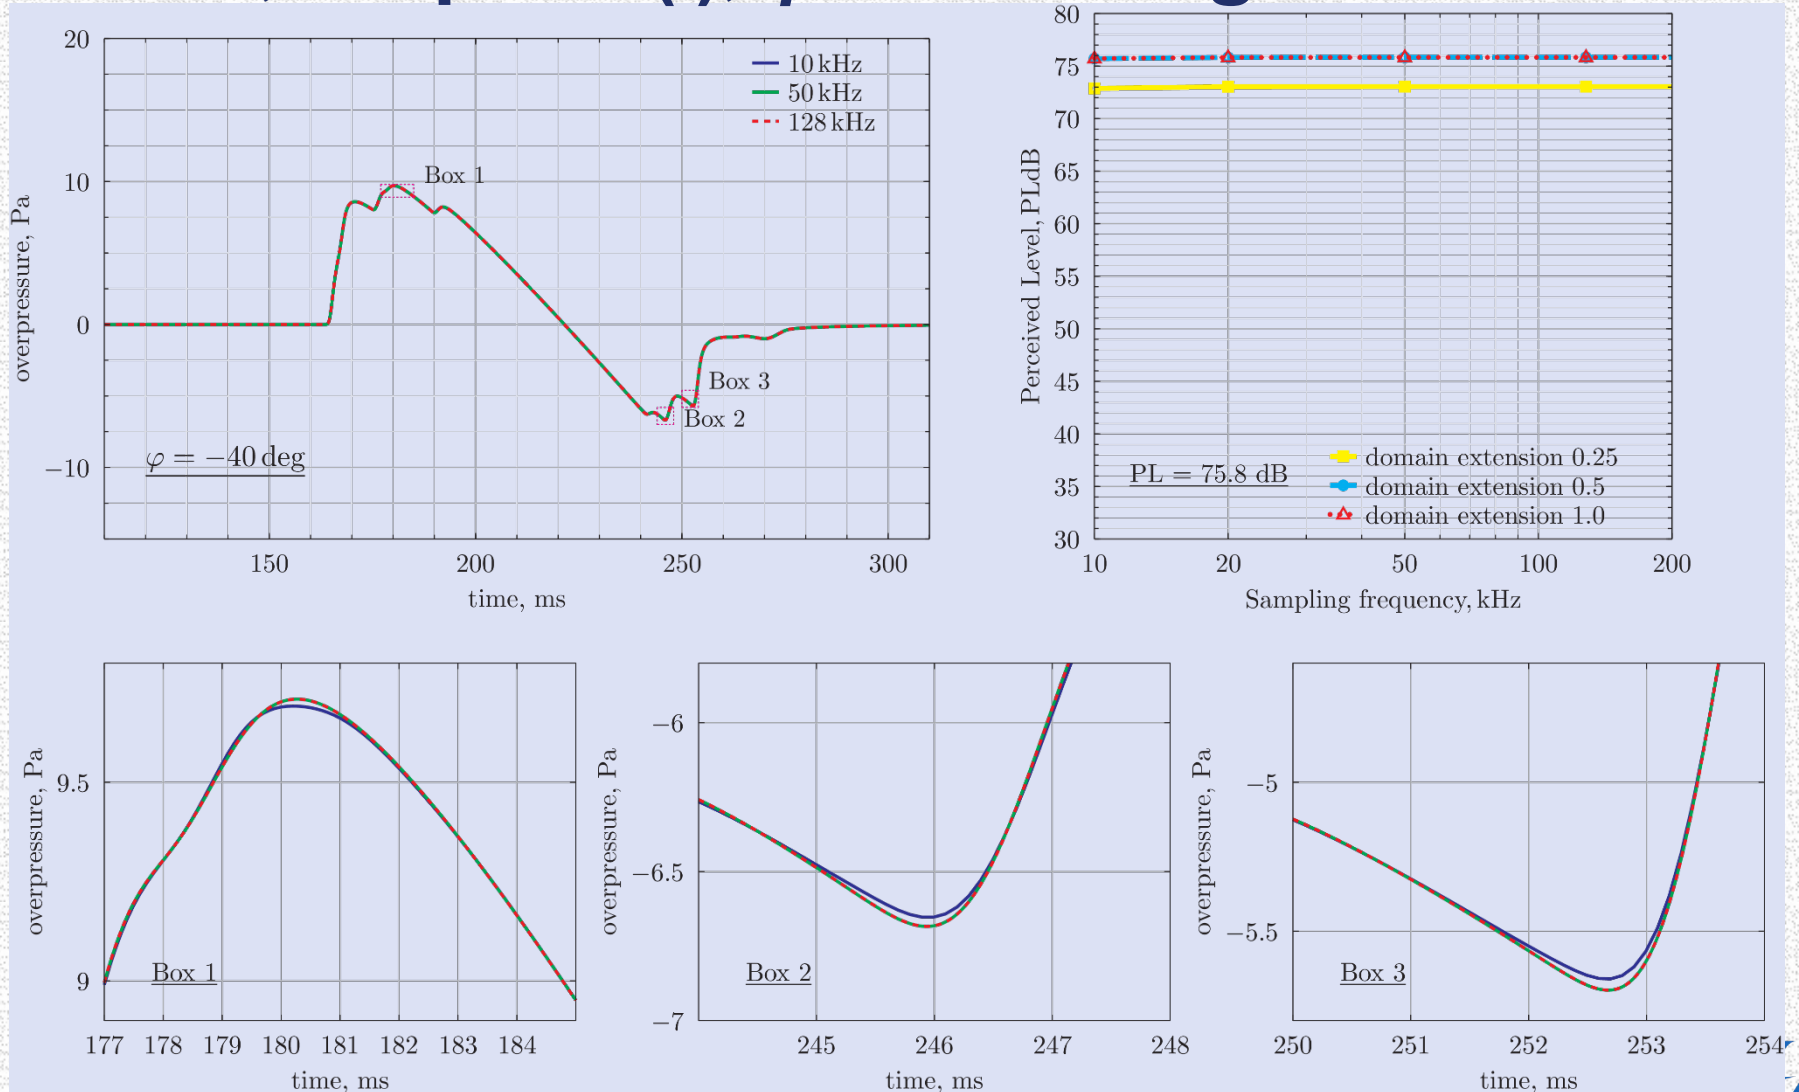 20
10
0
−10
overpressure, Pa
10 kHz
50 kHz
128 kHz
Box 1
Box 3
Box 2
φ = −40 deg
150 200 250 300
time, ms
80
75
70
65
60
55
50
45
40
35
30
Perceived Level, PLdB
PL = 75.8 dB
domain extension 0.25
domain extension 0.5
domain extension 1.0
10 20 50 100 200
Sampling frequency, kHz
9.5
9
overpressure, Pa
Box 1
177 178 179 180 181 182 183 184
time, ms
−6
−6.5
−7
overpressure, Pa
Box 2
245 246 247 248
time, ms
−5
−5.5
overpressure, Pa
Box 3
250 251 252 253 254
time, ms